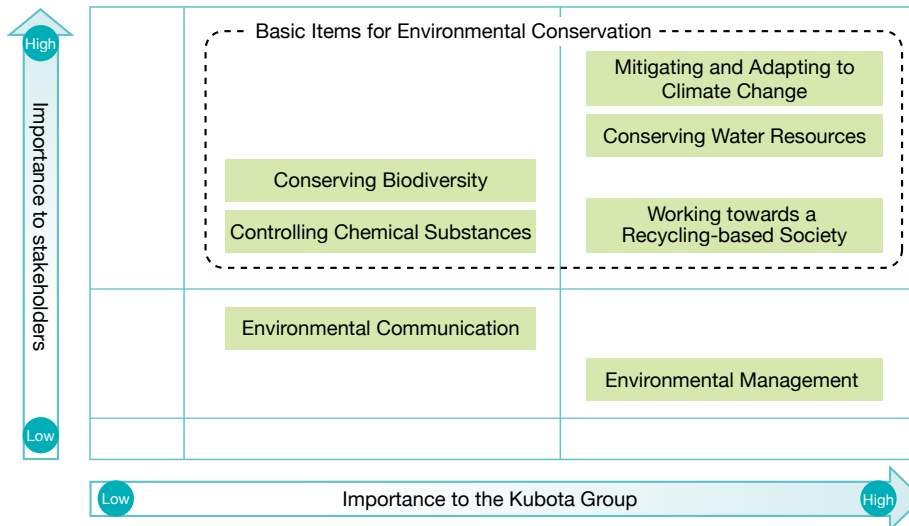 High
Importance to stakeholders
Low
Basic Items for Environmental Conservation
Mitigating and Adapting to
Climate Change
Conserving Water Resources
Conserving Biodiversity
Controlling Chemical Substances
Working towards a
Recycling-based Society
Environmental Communication
Environmental Management
Low
Importance to the Kubota Group
High